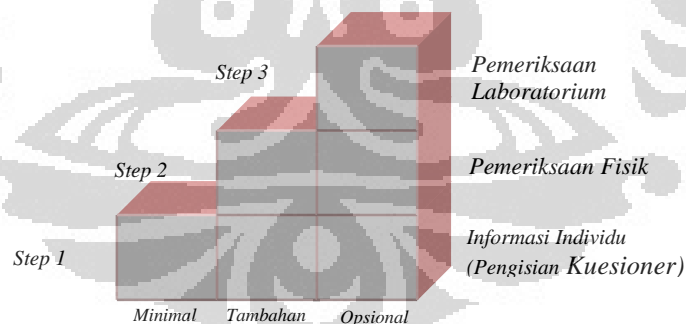 Step 3
Pemeriksaan
Laboratorium
Step 2
Pemeriksaan Fisik
Step 1
Informasi Individu
(Pengisian Kuesioner)
Minimal Tambahan Opsional